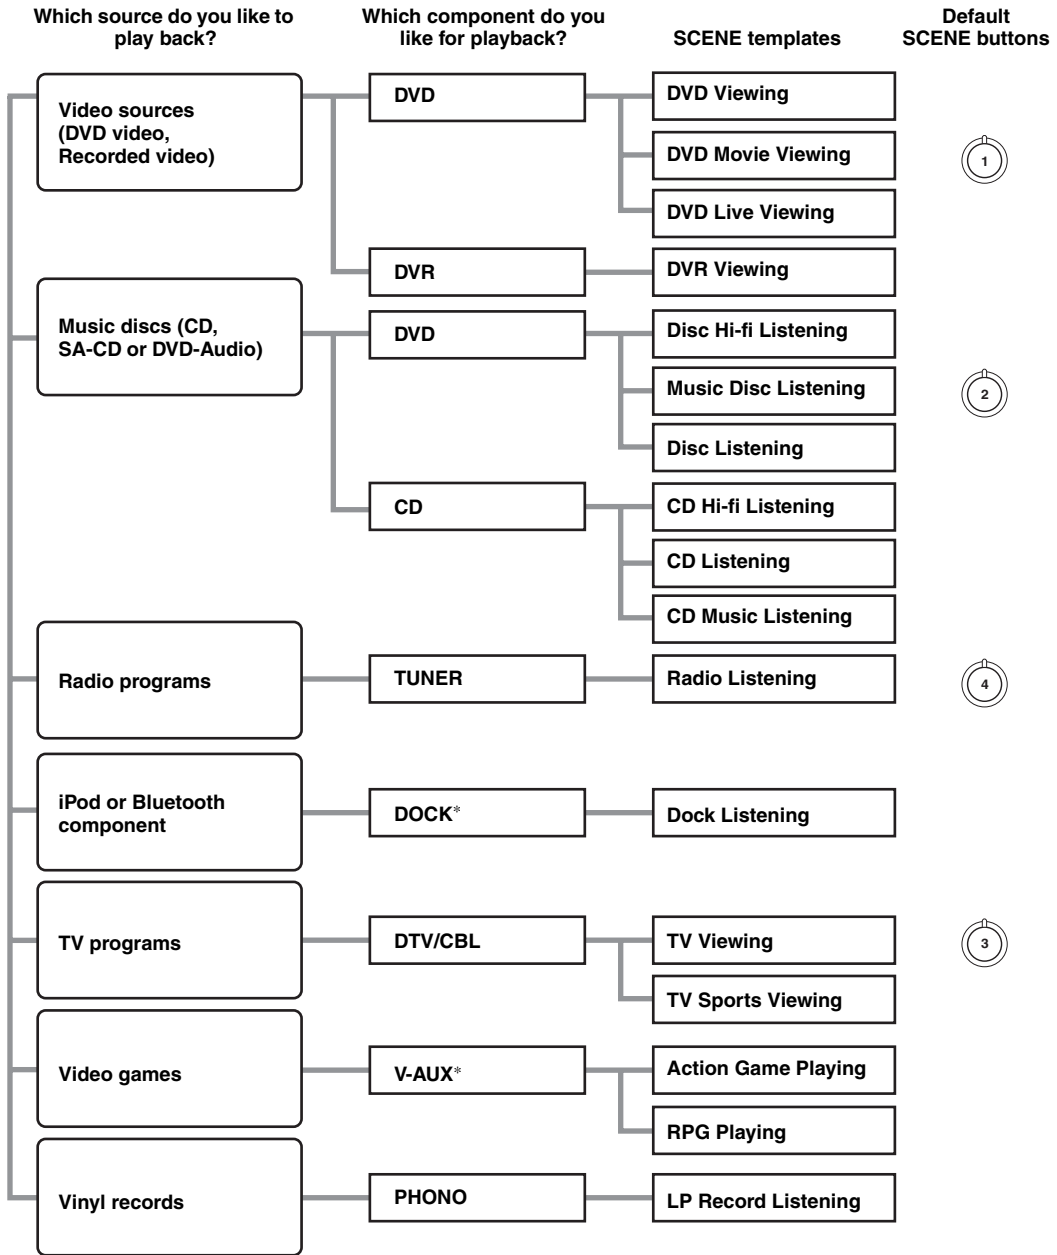 Which source do you like to
play back?
Which component do you
like for playback?
SCENE templates
Default
SCENE buttons
Video sources
(DVD video,
Recorded video)
DVD
DVD Viewing
DVD Movie Viewing
1
DVD Live Viewing
DVR
DVR Viewing
Music discs (CD,
SA-CD or DVD-Audio)
DVD
Disc Hi-fi Listening
Music Disc Listening
2
Disc Listening
CD
CD Hi-fi Listening
CD Listening
CD Music Listening
Radio programs
TUNER
Radio Listening
4
iPod or Bluetooth
component
DOCK*
Dock Listening
TV programs
DTV/CBL
TV Viewing
3
TV Sports Viewing
Video games
V-AUX*
Action Game Playing
RPG Playing
Vinyl records
PHONO
LP Record Listening